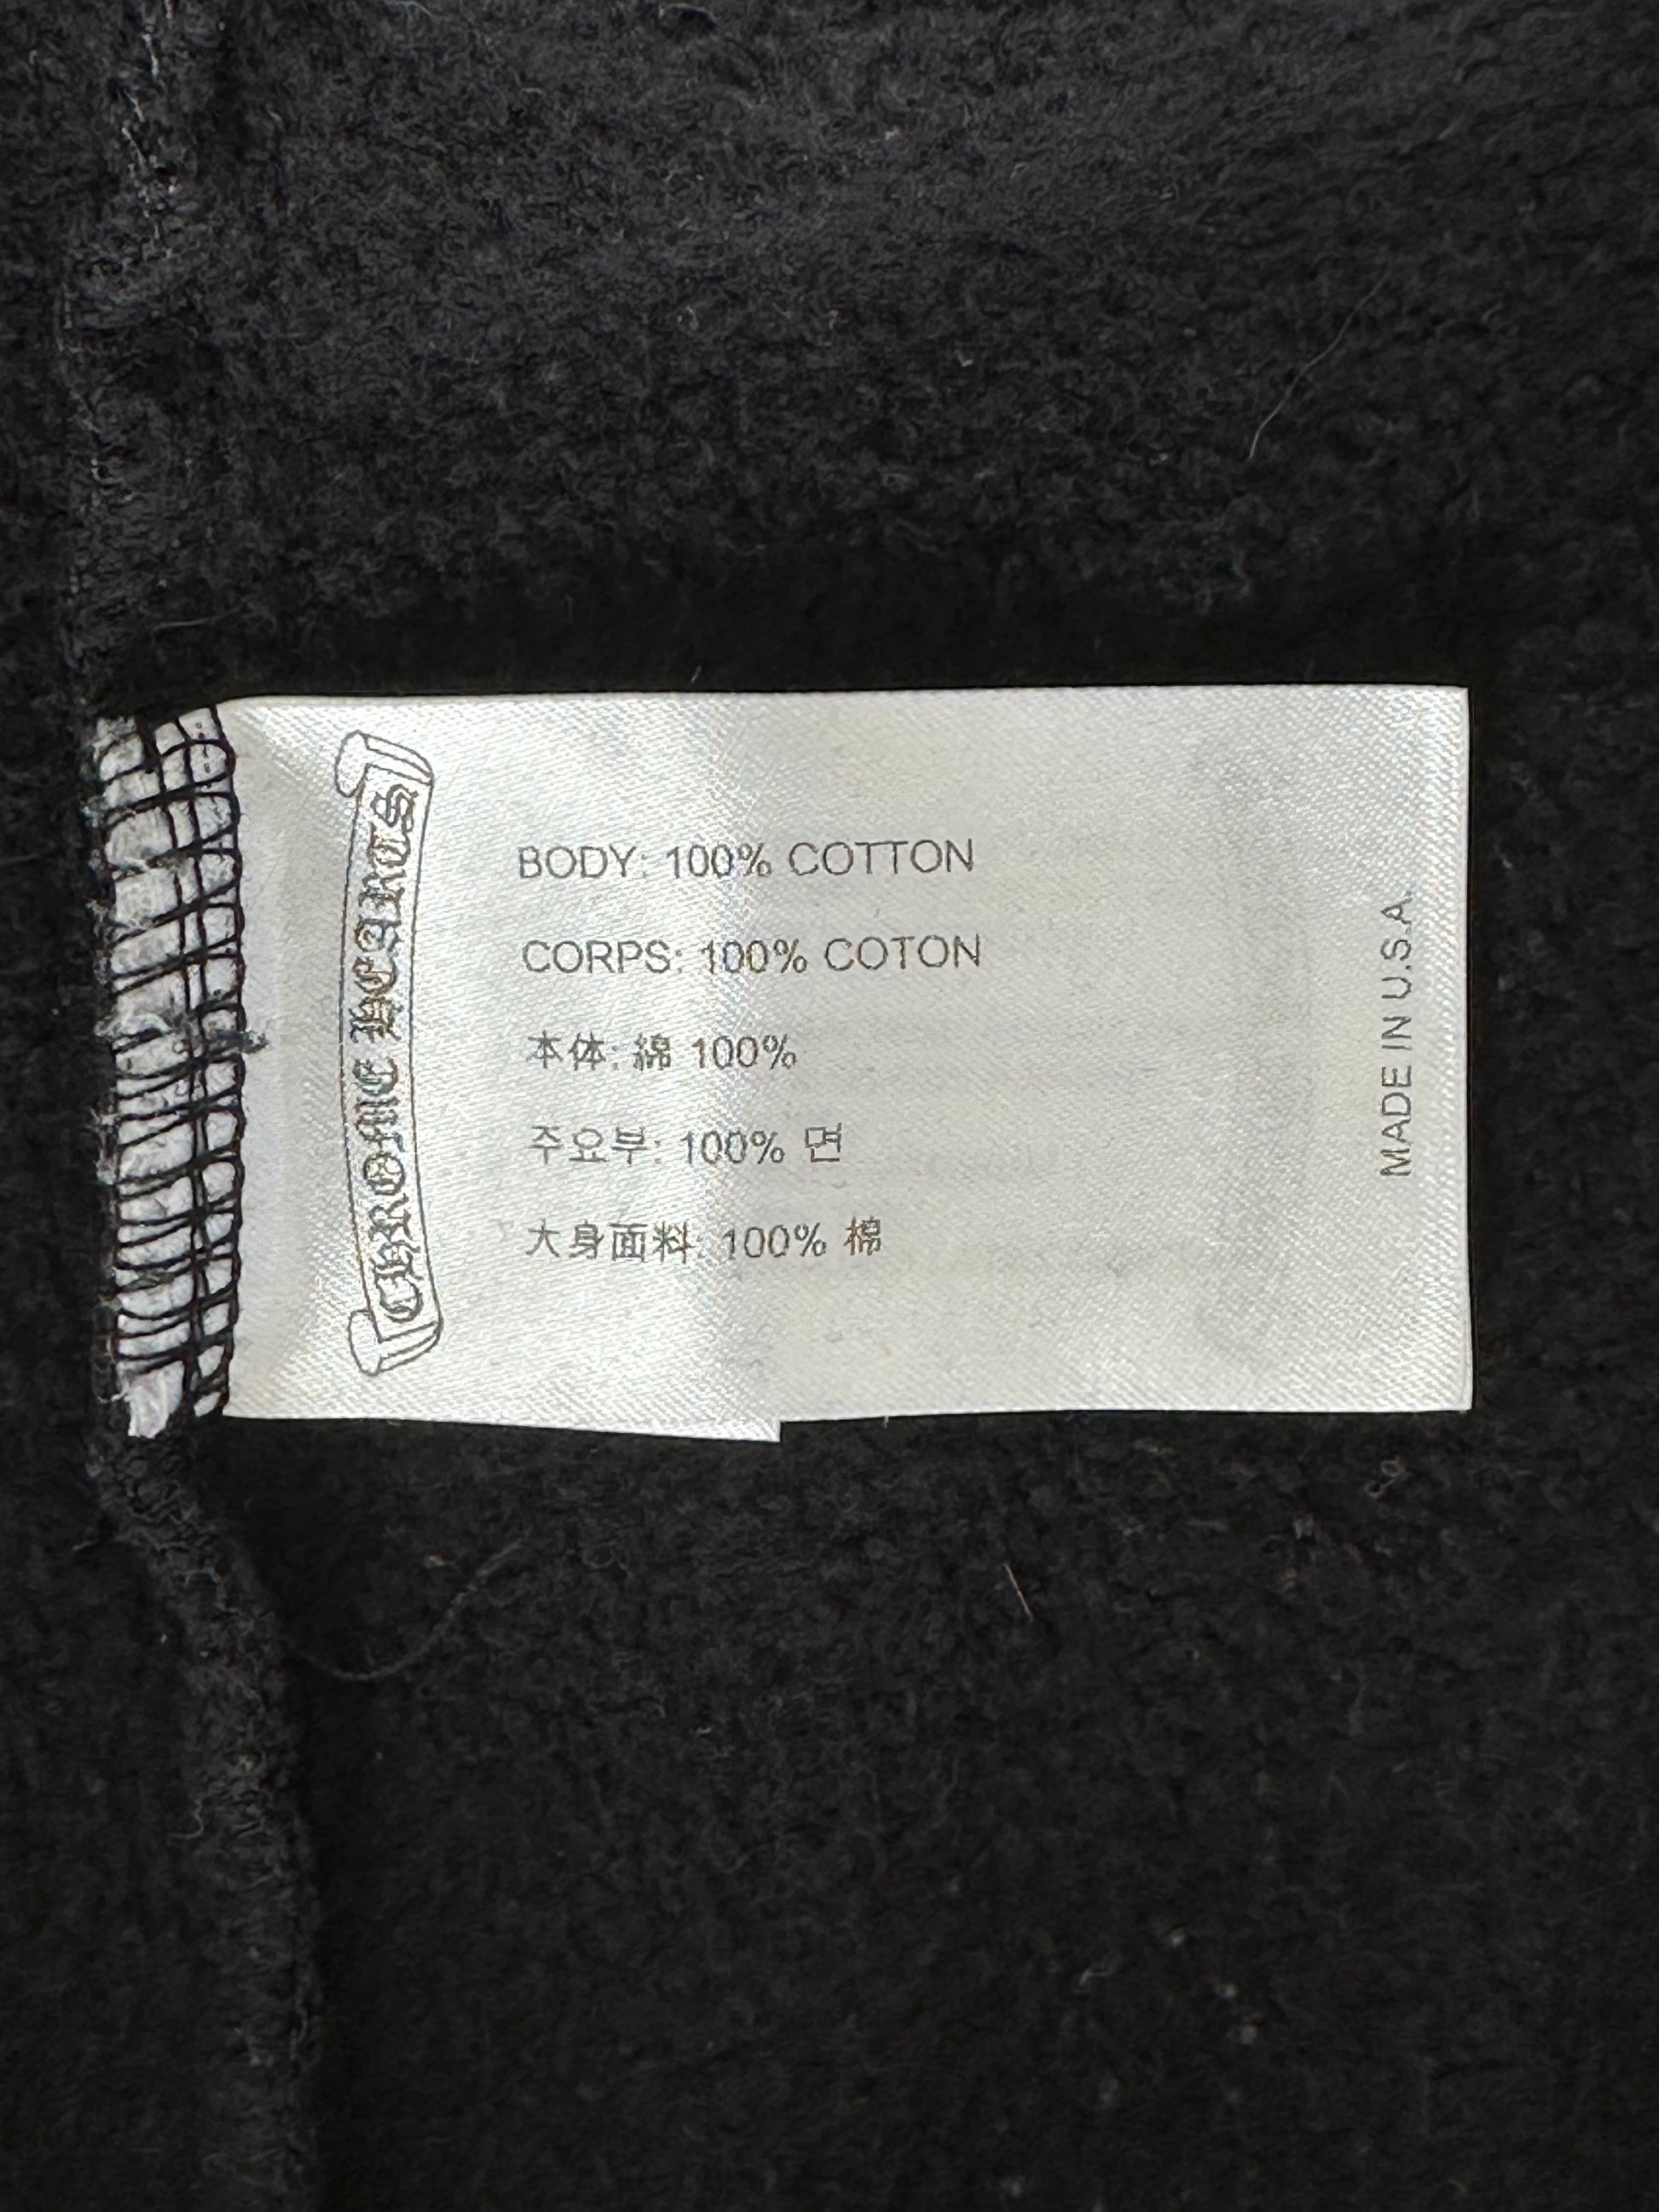 CHROME HEARTS
BODY: 100% COTTON
CORPS: 100% COTON
本体: 綿 100%
주요부: 100% 면
大身面料: 100% 棉
MADE IN U.S.A.